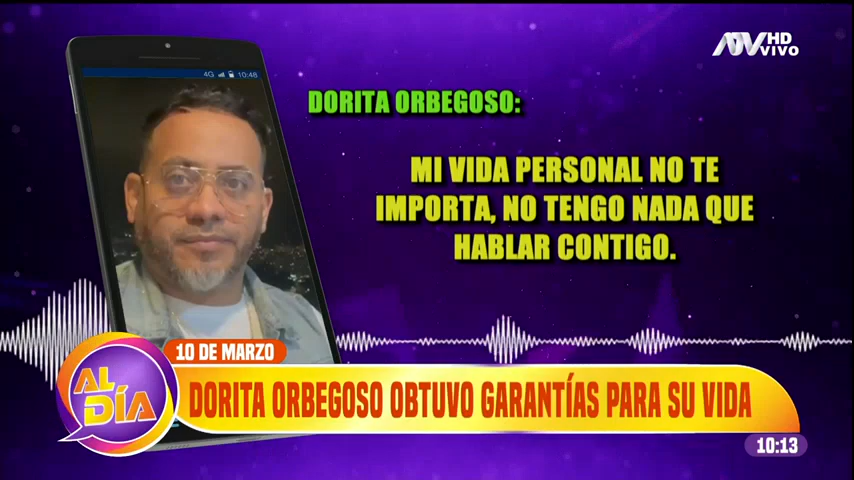 ATV HD
VIVO
4G 10:48
DORITA ORBEGOSO:
MI VIDA PERSONAL NO TE
IMPORTA, NO TENGO NADA QUE
HABLAR CONTIGO.
10 DE MARZO
AL DÍA
DORITA ORBEGOSO OBTUVO GARANTÍAS PARA SU VIDA
10:13